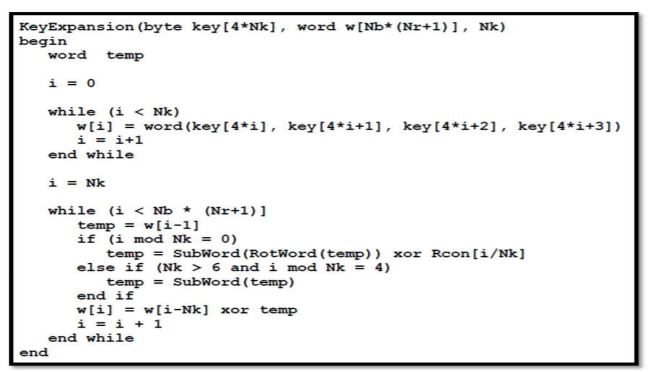 KeyExpansion(byte key[4*Nk], word w[Nb*(Nr+1)], Nk)
begin
   word  temp
   i = 0
   while (i < Nk)
      w[i] = word(key[4*i], key[4*i+1], key[4*i+2], key[4*i+3])
      i = i+1
   end while
   i = Nk
   while (i < Nb * (Nr+1)]
      temp = w[i-1]
      if (i mod Nk = 0)
         temp = SubWord(RotWord(temp)) xor Rcon[i/Nk]
      else if (Nk > 6 and i mod Nk = 4)
         temp = SubWord(temp)
      end if
      w[i] = w[i-Nk] xor temp
      i = i + 1
   end while
end